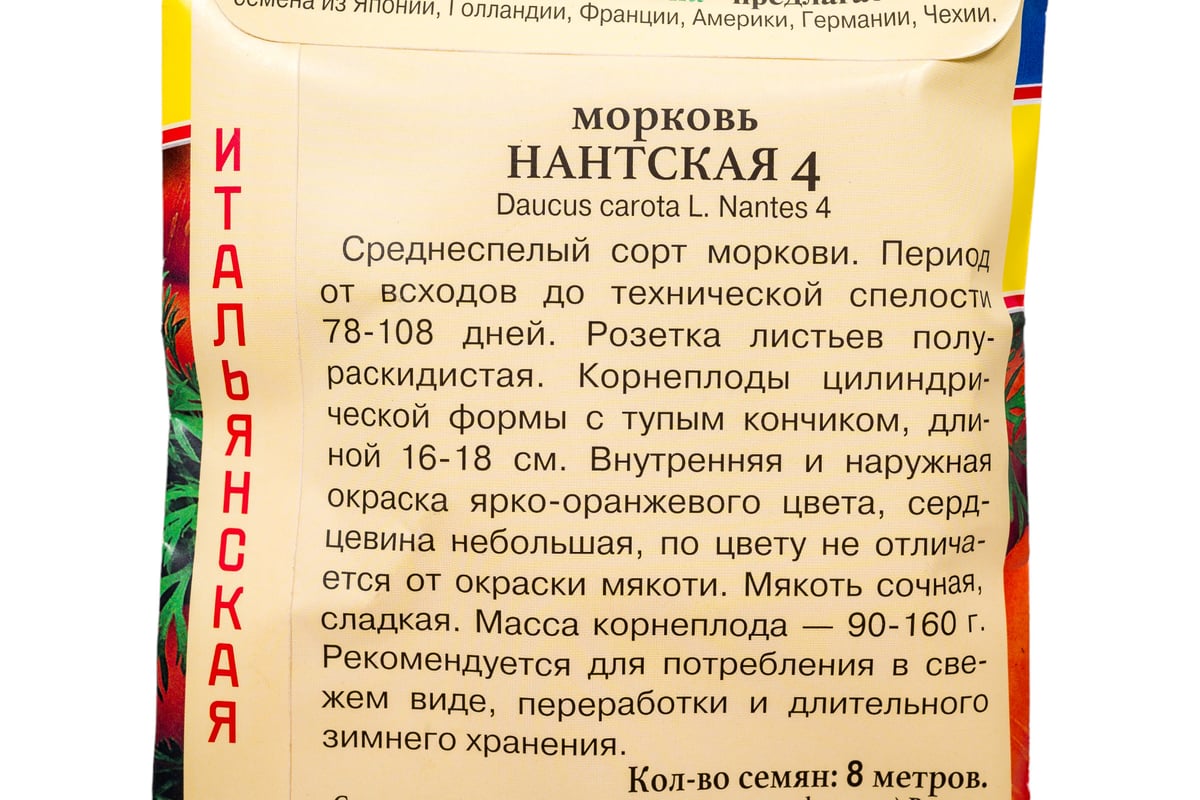 семена из Японии, Голландии, Франции, Америки, Германии, Чехии.
ИТАЛЬЯНСКАЯ
морковь
НАНТСКАЯ 4
Daucus carota L. Nantes 4
Среднеспелый сорт моркови. Период
от всходов до технической спелости
78-108 дней. Розетка листьев полу-
раскидистая. Корнеплоды цилиндри-
ческой формы с тупым кончиком, дли-
ной 16-18 см. Внутренняя и наружная
окраска ярко-оранжевого цвета, серд-
цевина небольшая, по цвету не отлича-
ется от окраски мякоти. Мякоть сочная,
сладкая. Масса корнеплода — 90-160 г.
Рекомендуется для потребления в све-
жем виде, переработки и длительного
зимнего хранения.
Кол-во семян: 8 метров.